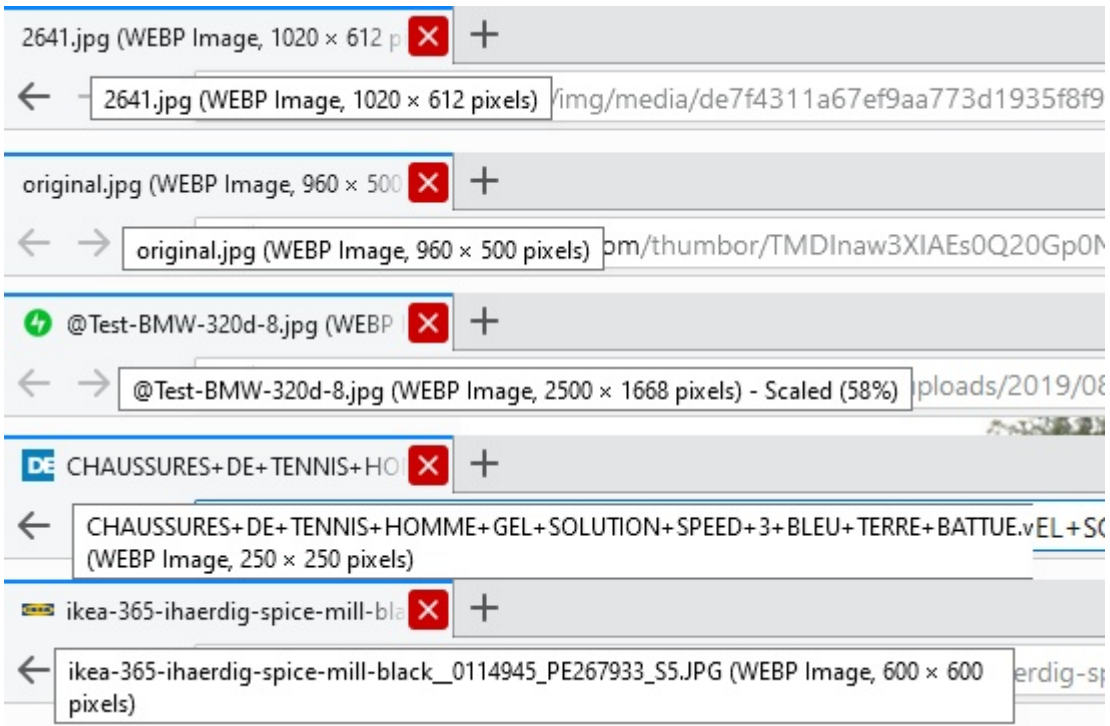 2641.jpg (WEBP Image, 1020 × 612 p
2641.jpg (WEBP Image, 1020 × 612 pixels) /img/media/de7f4311a67ef9aa773d1935f8f9
original.jpg (WEBP Image, 960 × 500
original.jpg (WEBP Image, 960 × 500 pixels) om/thumbor/TMDInaw3XIAEs0Q20Gp0N
@Test-BMW-320d-8.jpg (WEBP
@Test-BMW-320d-8.jpg (WEBP Image, 2500 × 1668 pixels) - Scaled (58%) ploads/2019/08
DE CHAUSSURES+DE+TENNIS+HO
CHAUSSURES+DE+TENNIS+HOMME+GEL+SOLUTION+SPEED+3+BLEU+TERRE+BATTUE.v EL+SO
(WEBP Image, 250 × 250 pixels)
IKEA ikea-365-ihaerdig-spice-mill-bla
ikea-365-ihaerdig-spice-mill-black__0114945_PE267933_S5.JPG (WEBP Image, 600 × 600 erdig-sp
pixels)